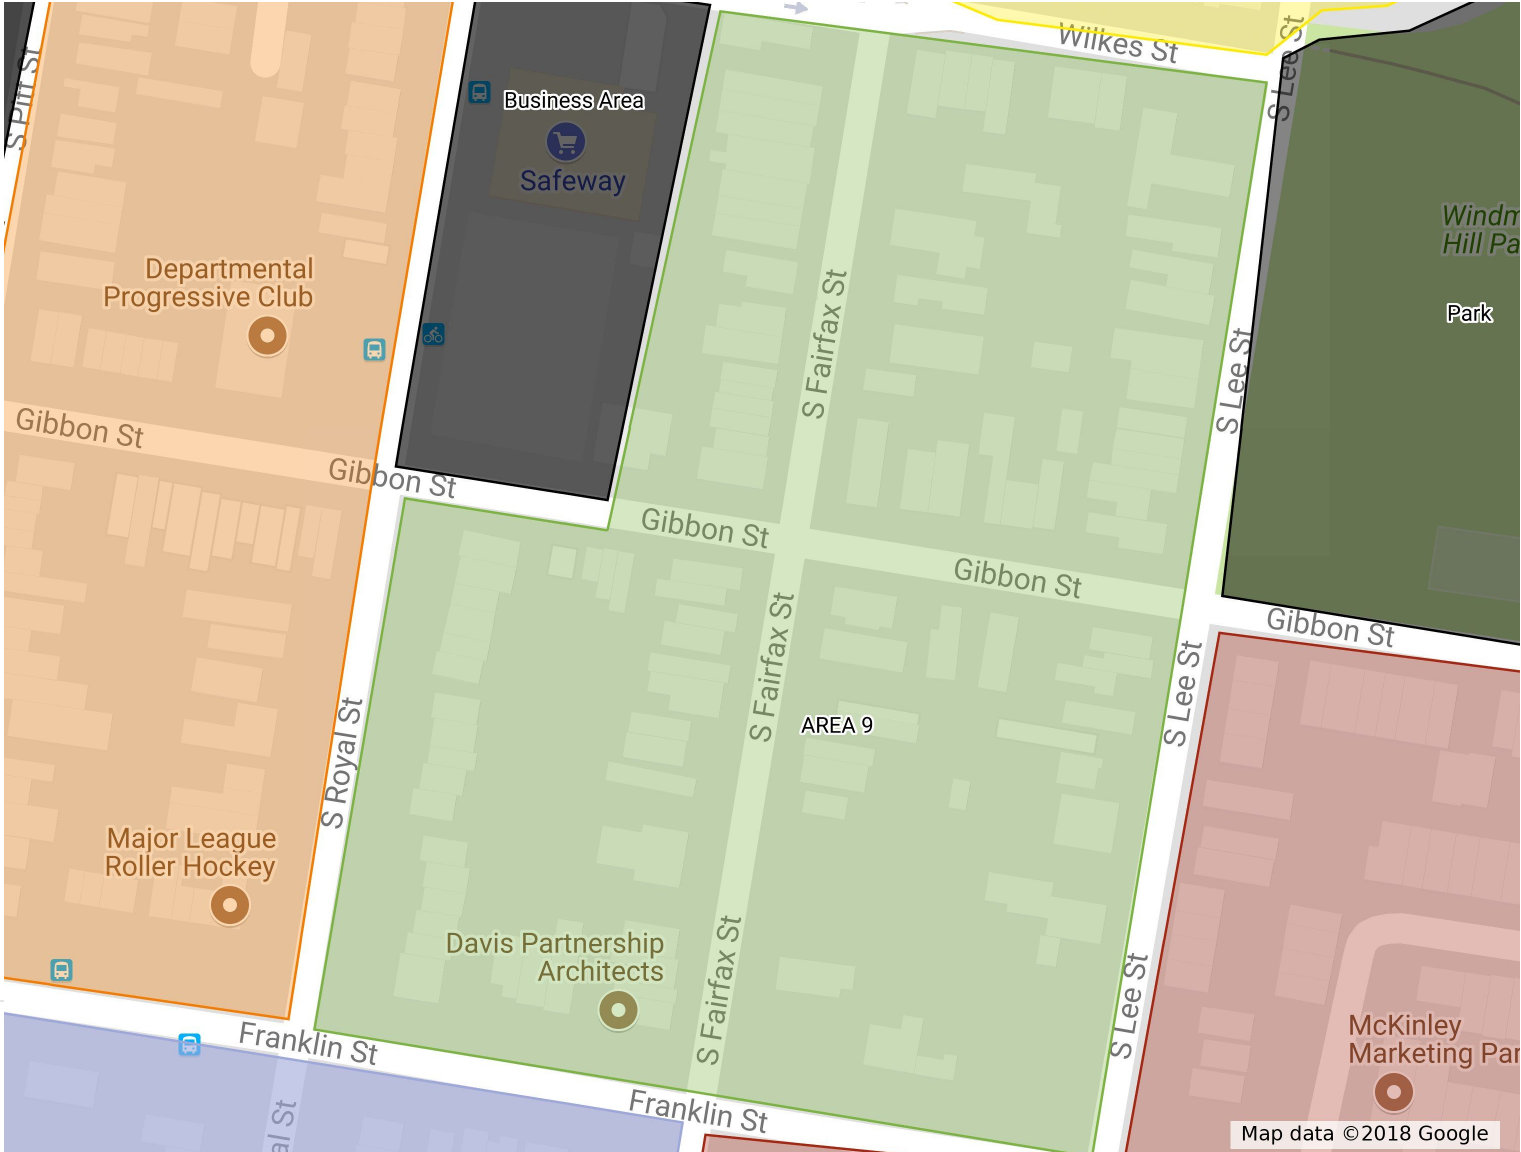 Wilkes St
S Lee St
S Pitt St
Business Area
Safeway
Windm
Hill Pa
Departmental
Progressive Club
Park
S Fairfax St
S Lee St
Gibbon St
Gibbon St
Gibbon St
Gibbon St
Gibbon St
S Fairfax St
S Lee St
S Royal St
AREA 9
Major League
Roller Hockey
Davis Partnership
Architects
S Fairfax St
S Lee St
McKinley
Marketing Par
Franklin St
Franklin St
al St
Map data ©2018 Google